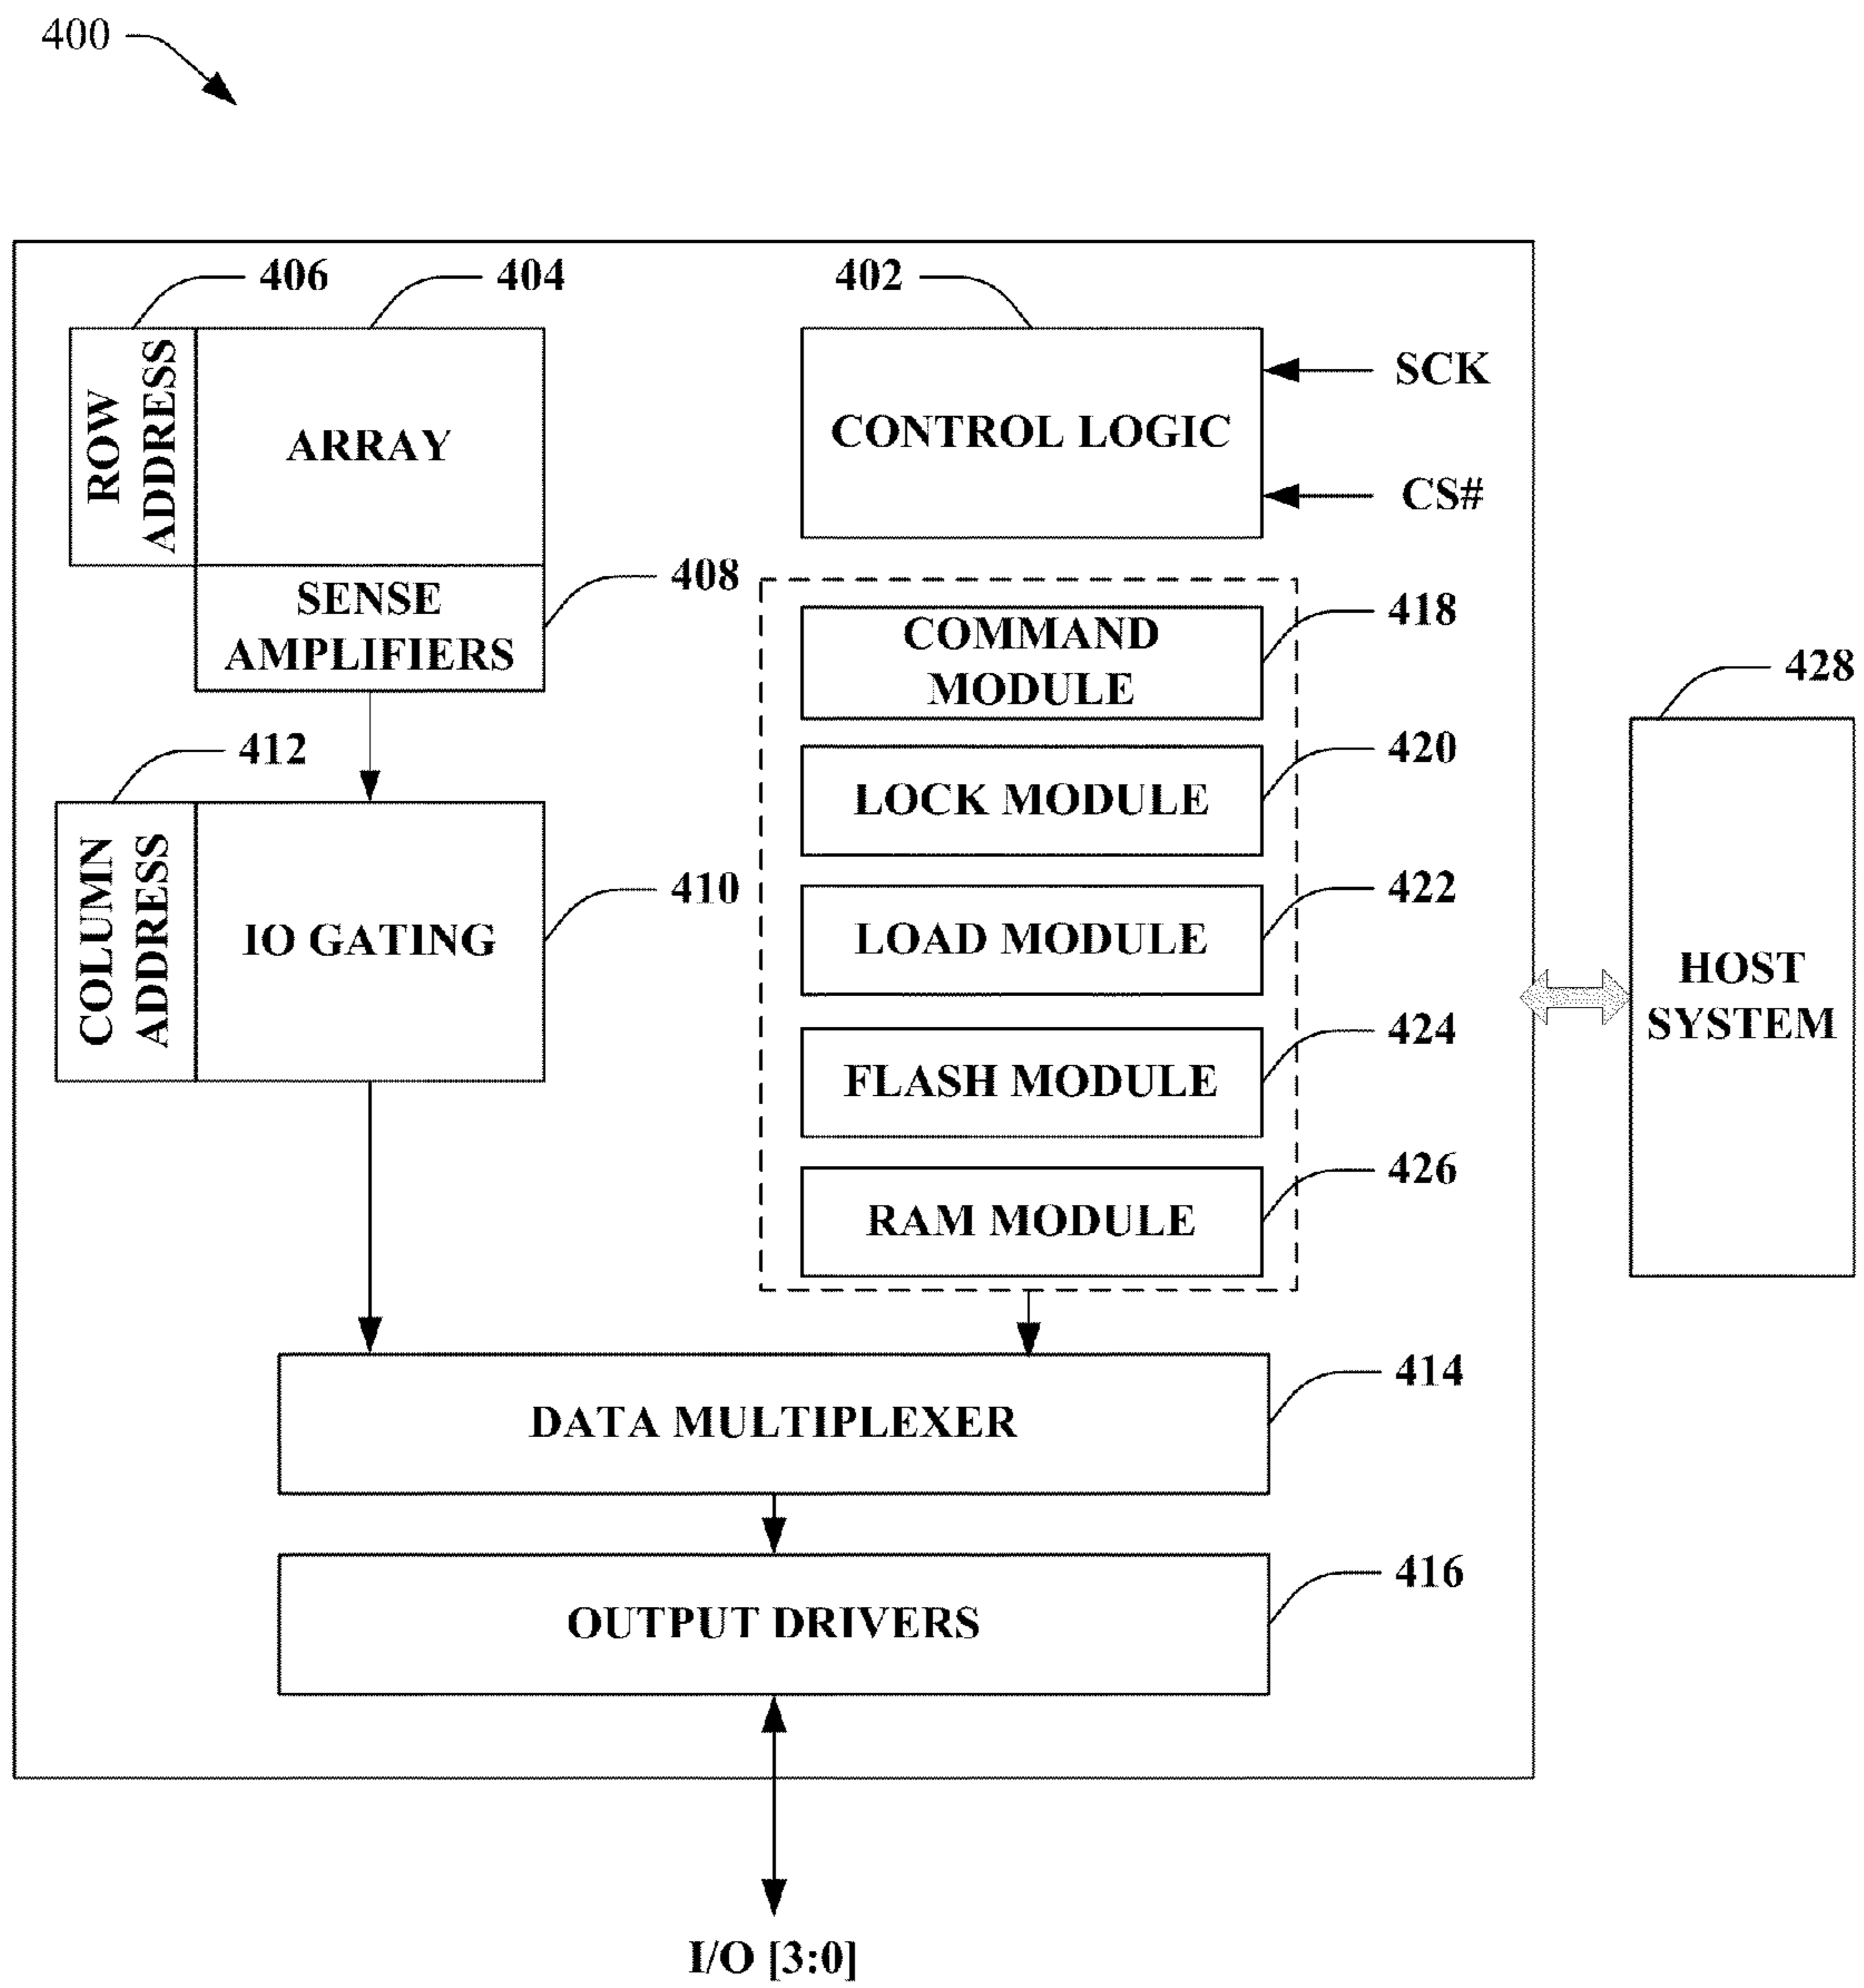 400
406
404
402
ROW
ADDRESS
ARRAY
CONTROL LOGIC
SCK
CS#
SENSE
AMPLIFIERS
408
COMMAND
MODULE
418
428
412
LOCK MODULE
420
COLUMN
ADDRESS
IO GATING
410
LOAD MODULE
422
HOST
SYSTEM
FLASH MODULE
424
RAM MODULE
426
DATA MULTIPLEXER
414
OUTPUT DRIVERS
416
I/O [3:0]